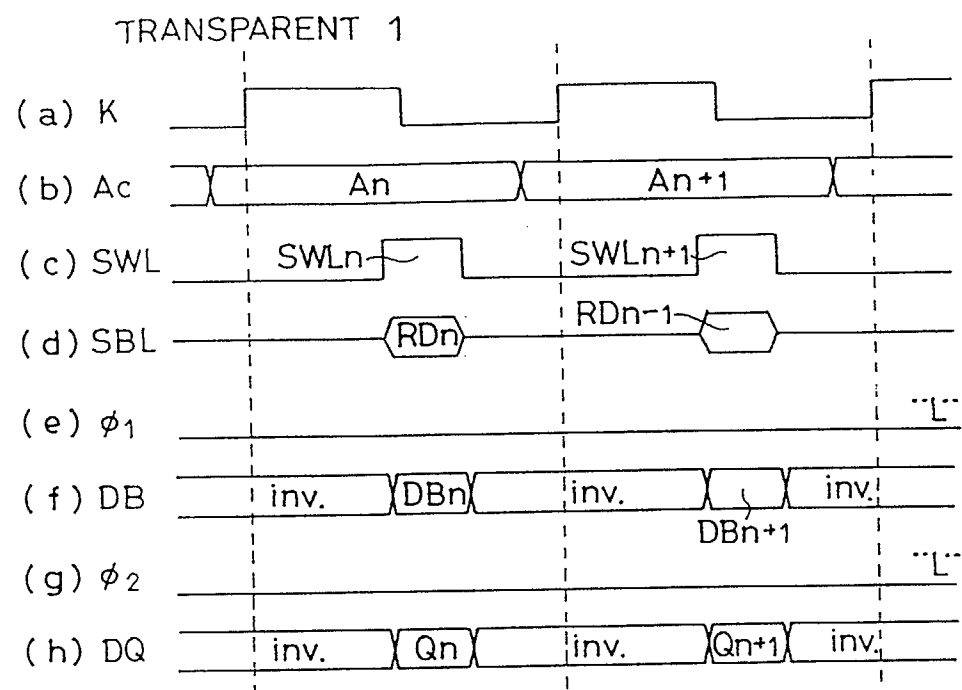 TRANSPARENT 1
(a) K
(b) Ac An An+1
(c) SWL SWLn SWLn+1
(d) SBL RDn RDn-1
(e) ϕ1 "L"
(f) DB inv. DBn inv. inv.
DBn+1
(g) ϕ2 "L"
(h) DQ inv. Qn inv. Qn+1 inv.